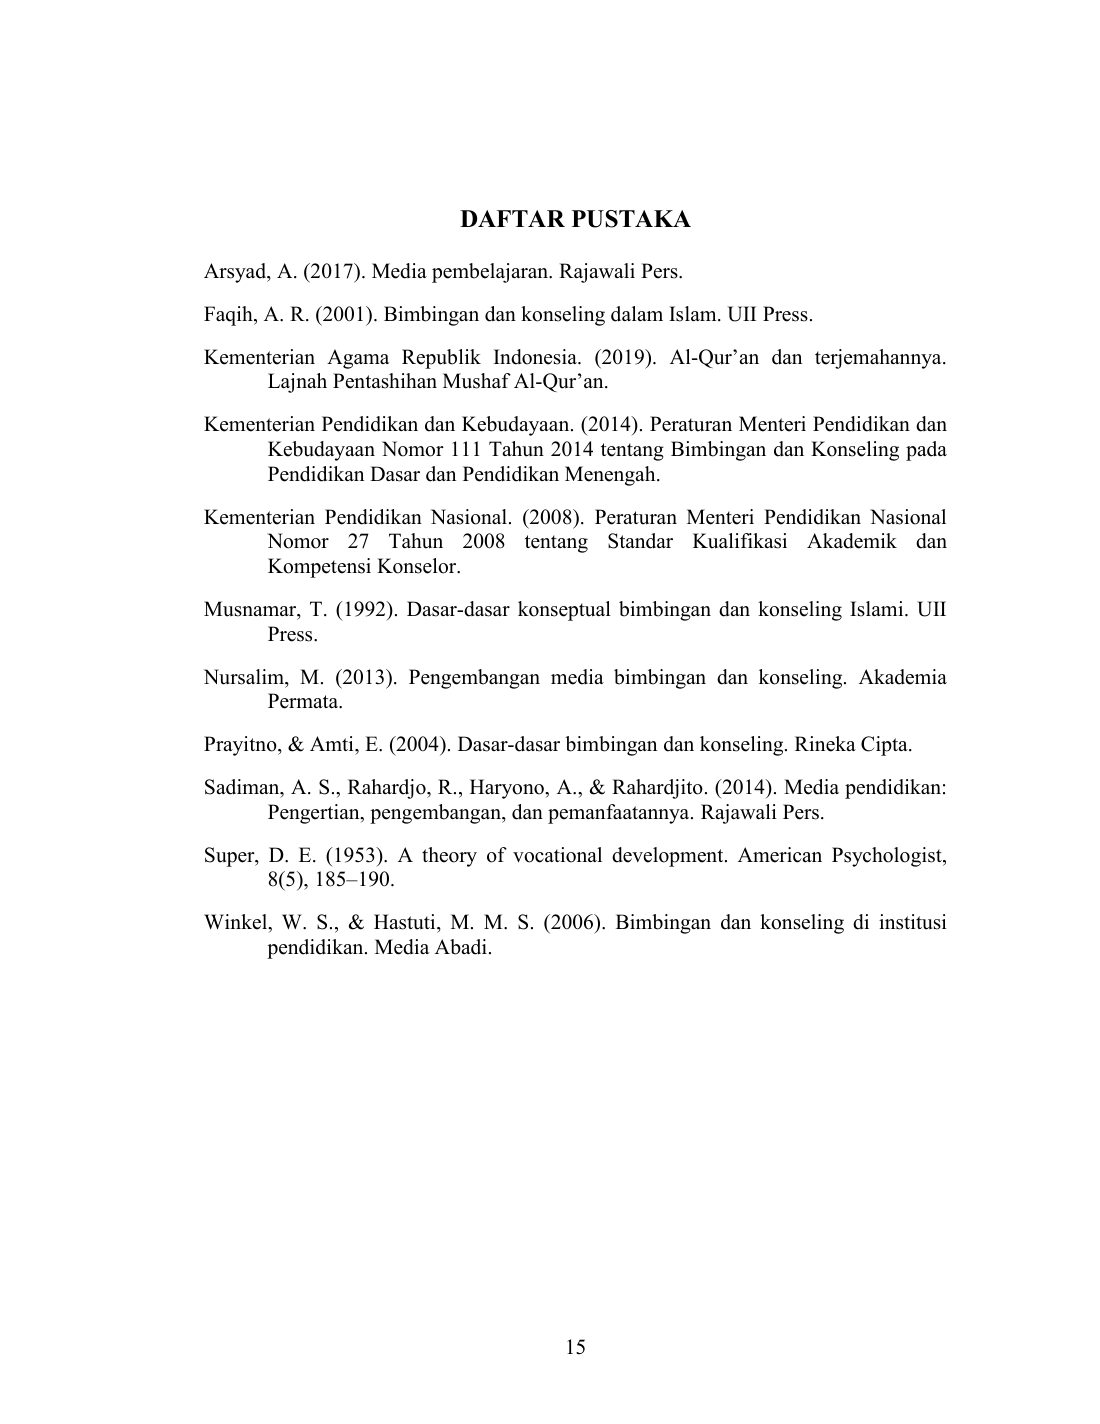 DAFTAR PUSTAKA
Arsyad, A. (2017). Media pembelajaran. Rajawali Pers.
Faqih, A. R. (2001). Bimbingan dan konseling dalam Islam. UII Press.
Kementerian Agama Republik Indonesia. (2019). Al-Qur’an dan terjemahannya.
Lajnah Pentashihan Mushaf Al-Qur’an.
Kementerian Pendidikan dan Kebudayaan. (2014). Peraturan Menteri Pendidikan dan
Kebudayaan Nomor 111 Tahun 2014 tentang Bimbingan dan Konseling pada
Pendidikan Dasar dan Pendidikan Menengah.
Kementerian Pendidikan Nasional. (2008). Peraturan Menteri Pendidikan Nasional
Nomor 27 Tahun 2008 tentang Standar Kualifikasi Akademik dan
Kompetensi Konselor.
Musnamar, T. (1992). Dasar-dasar konseptual bimbingan dan konseling Islami. UII
Press.
Nursalim, M. (2013). Pengembangan media bimbingan dan konseling. Akademia
Permata.
Prayitno, & Amti, E. (2004). Dasar-dasar bimbingan dan konseling. Rineka Cipta.
Sadiman, A. S., Rahardjo, R., Haryono, A., & Rahardjito. (2014). Media pendidikan:
Pengertian, pengembangan, dan pemanfaatannya. Rajawali Pers.
Super, D. E. (1953). A theory of vocational development. American Psychologist,
8(5), 185–190.
Winkel, W. S., & Hastuti, M. M. S. (2006). Bimbingan dan konseling di institusi
pendidikan. Media Abadi.
15